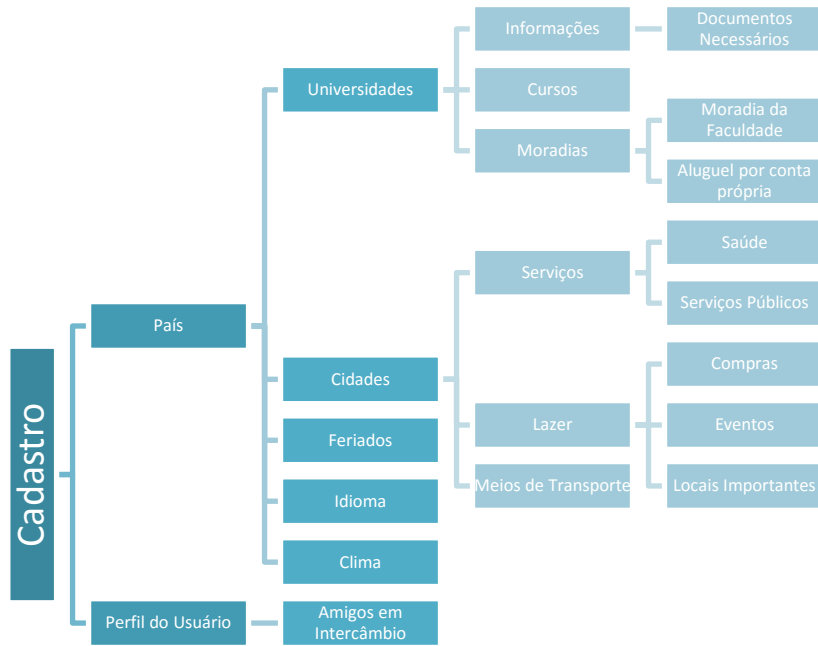 Cadastro
País
Universidades
Informações
Documentos
Necessários
Cursos
Moradias
Moradia da
Faculdade
Aluguel por conta
própria
Cidades
Serviços
Saúde
Serviços Públicos
Lazer
Compras
Eventos
Locais Importantes
Meios de Transporte
Feriados
Idioma
Clima
Perfil do Usuário
Amigos em
Intercâmbio